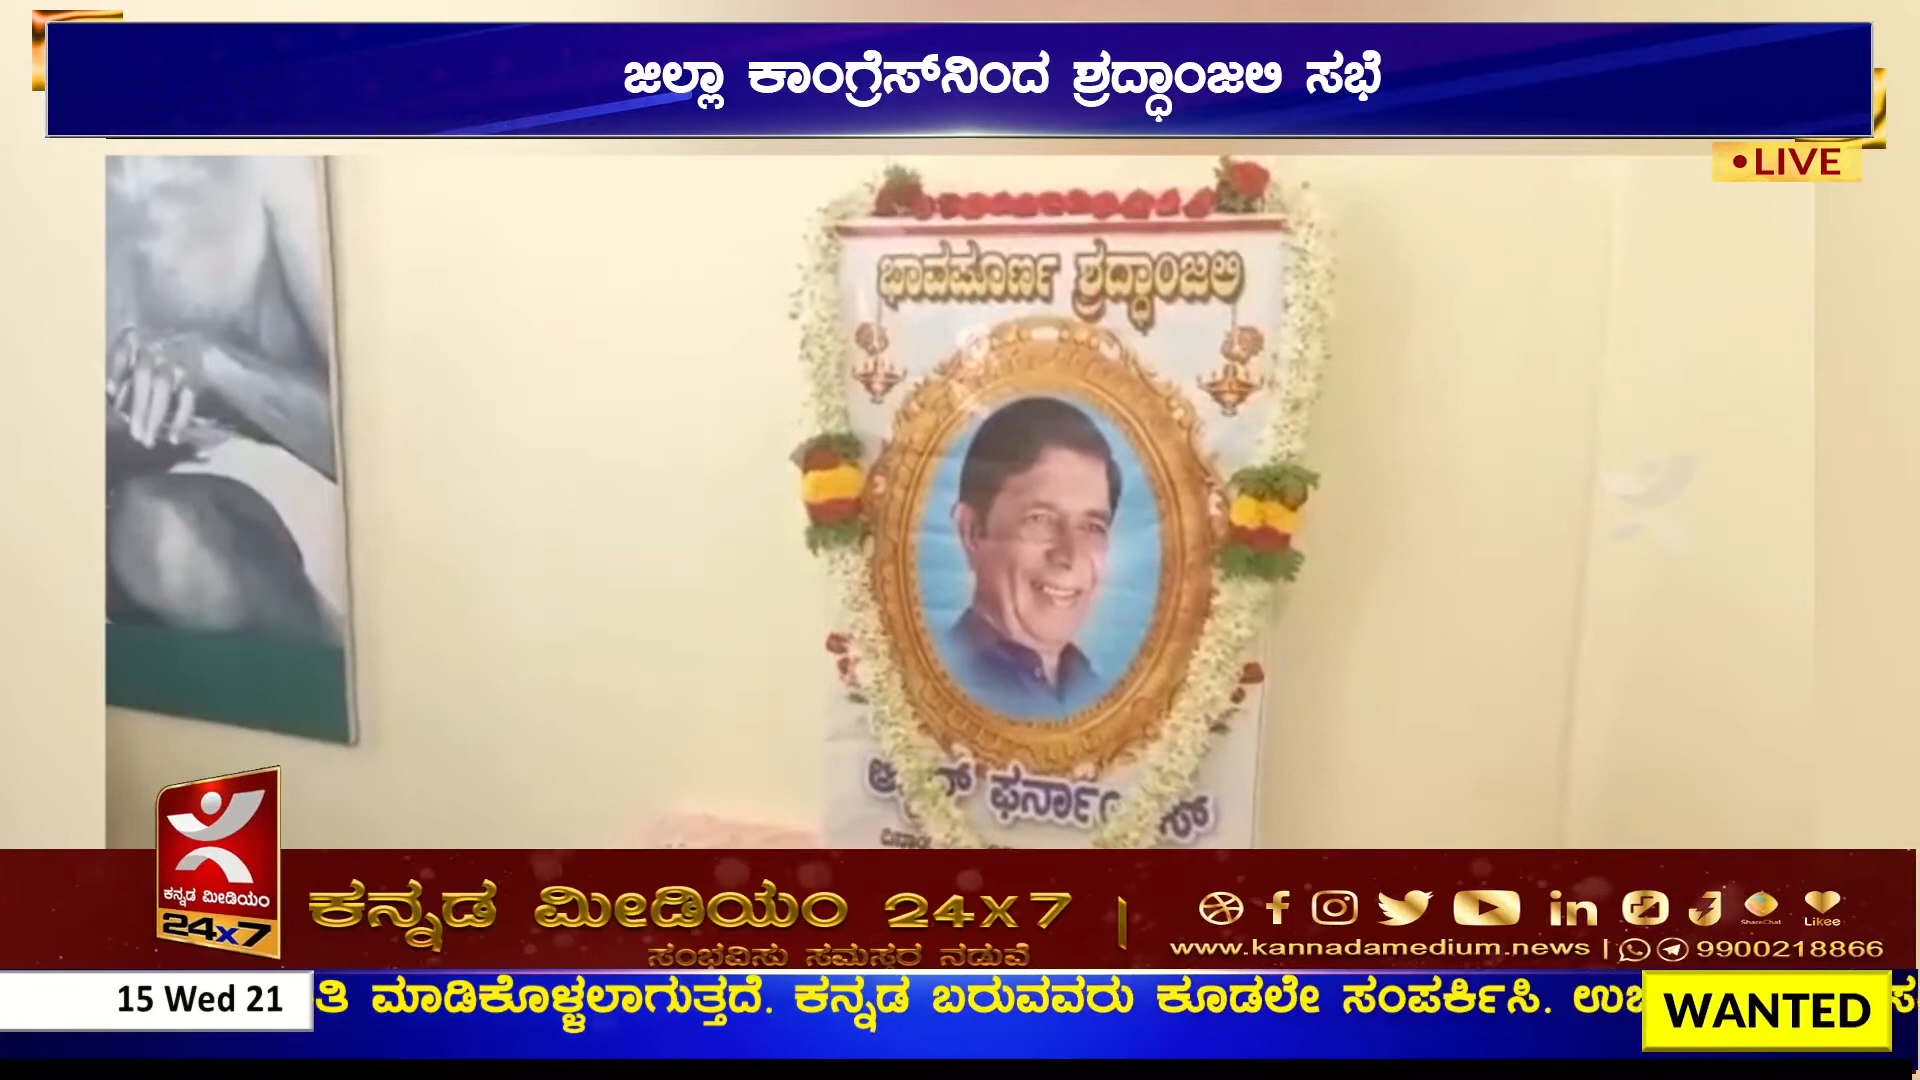 ಜಿಲ್ಲಾ ಕಾಂಗ್ರೆಸ್‌ನಿಂದ ಶ್ರದ್ಧಾಂಜಲಿ ಸಭೆ
•LIVE
ಭಾವಪೂರ್ಣ ಶ್ರದ್ಧಾಂಜಲಿ
ಕನ್ನಡ ಮೀಡಿಯಂ
24x7
ಕನ್ನಡ ಮೀಡಿಯಂ 24x7 |
ಸಂಭವಿಸು ಸಮಸ್ತರ ನಡುವೆ
ShareChat
Likee
www.kannadamedium.news | 9900218866
15 Wed 21
ತಿ ಮಾಡಿಕೊಳ್ಳಲಾಗುತ್ತದೆ. ಕನ್ನಡ ಬರುವವರು ಕೂಡಲೇ ಸಂಪರ್ಕಿಸಿ.
WANTED